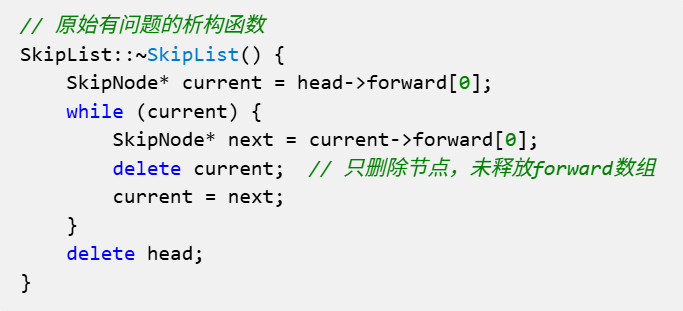 // 原始有问题的析构函数
SkipList::~SkipList() {
    SkipNode* current = head->forward[0];
    while (current) {
        SkipNode* next = current->forward[0];
        delete current;  // 只删除节点，未释放forward数组
        current = next;
    }
    delete head;
}